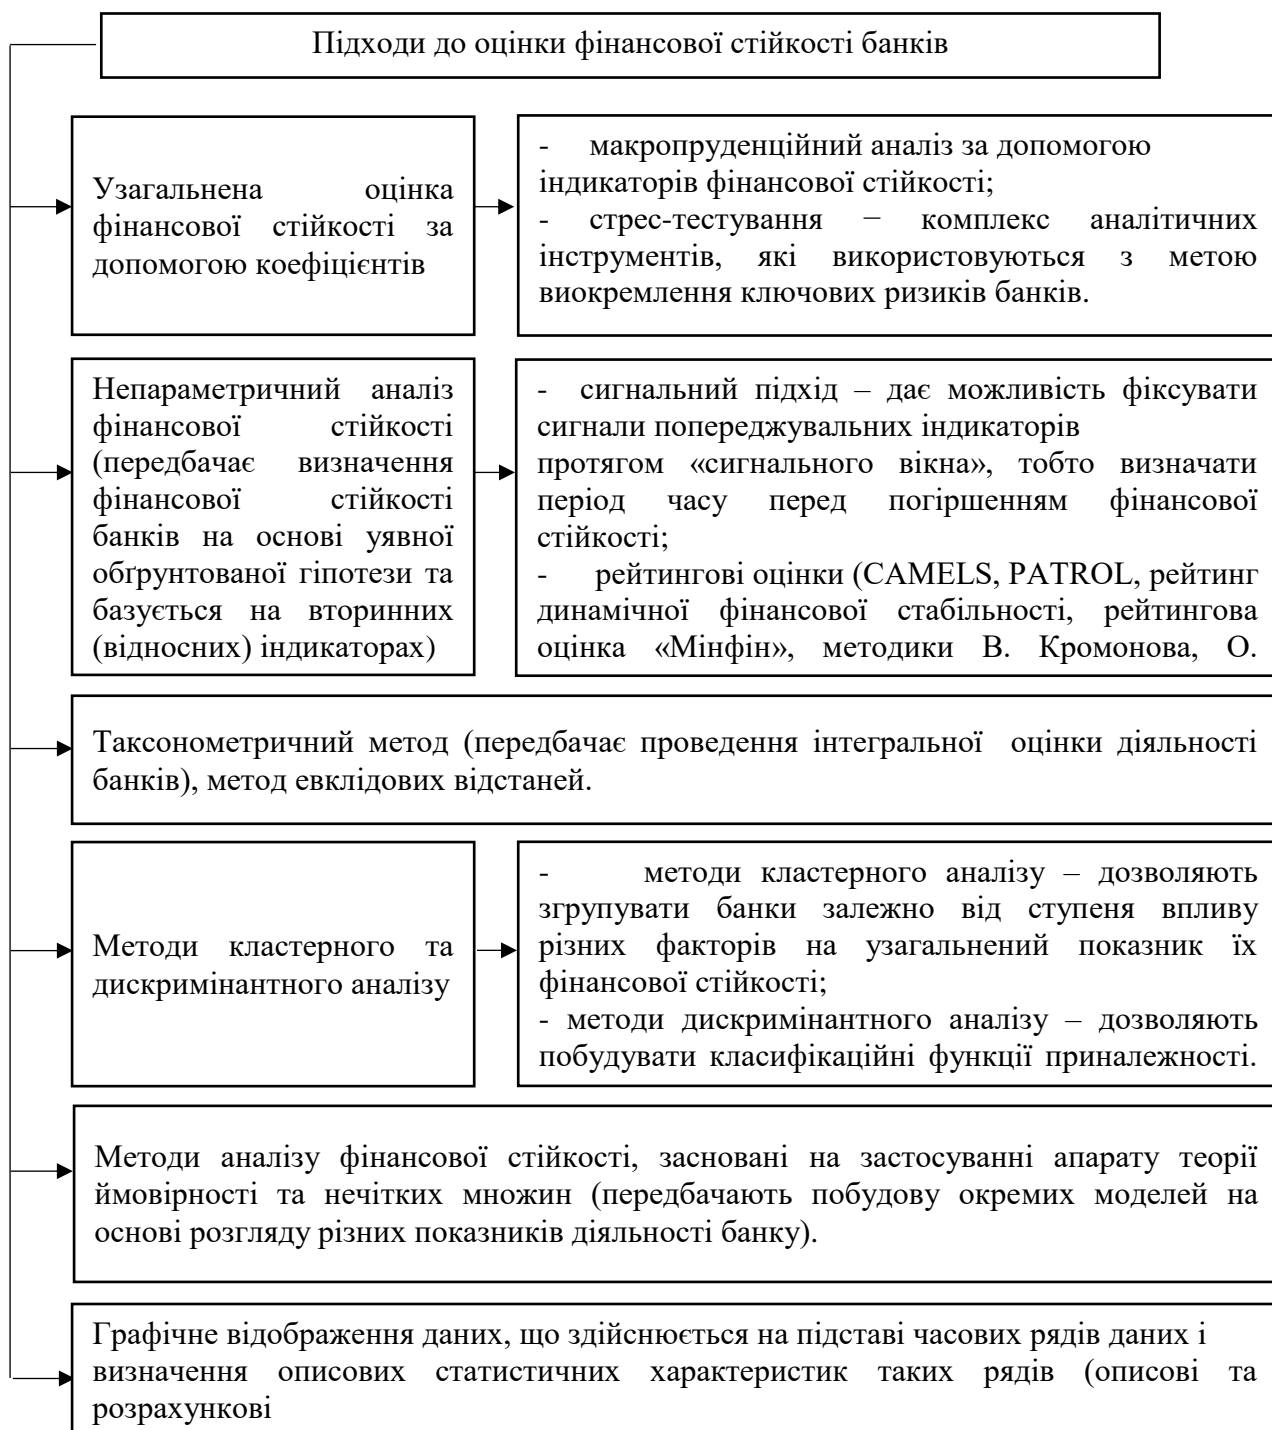 Підходи до оцінки фінансової стійкості банків
Узагальнена оцінка
фінансової стійкості за
допомогою коефіцієнтів
- макропруденційний аналіз за допомогою
індикаторів фінансової стійкості;
- стрес-тестування − комплекс аналітичних
інструментів, які використовуються з метою
виокремлення ключових ризиків банків.
Непараметричний аналіз
фінансової стійкості
(передбачає визначення
фінансової стійкості
банків на основі уявної
обґрунтованої гіпотези та
базується на вторинних
(відносних) індикаторах)
- сигнальний підхід – дає можливість фіксувати
сигнали попереджувальних індикаторів
протягом «сигнального вікна», тобто визначати
період часу перед погіршенням фінансової
стійкості;
- рейтингові оцінки (CAMELS, PATROL, рейтинг
динамічної фінансової стабільності, рейтингова
оцінка «Мінфін», методики В. Кромонова, О.
Таксонометричний метод (передбачає проведення інтегральної оцінки діяльності
банків), метод евклідових відстаней.
Методи кластерного та
дискримінантного аналізу
- методи кластерного аналізу – дозволяють
згрупувати банки залежно від ступеня впливу
різних факторів на узагальнений показник їх
фінансової стійкості;
- методи дискримінантного аналізу – дозволяють
побудувати класифікаційні функції приналежності.
Методи аналізу фінансової стійкості, засновані на застосуванні апарату теорії
ймовірності та нечітких множин (передбачають побудову окремих моделей на
основі розгляду різних показників діяльності банку).
Графічне відображення даних, що здійснюється на підставі часових рядів даних і
визначення описових статистичних характеристик таких рядів (описові та
розрахункові